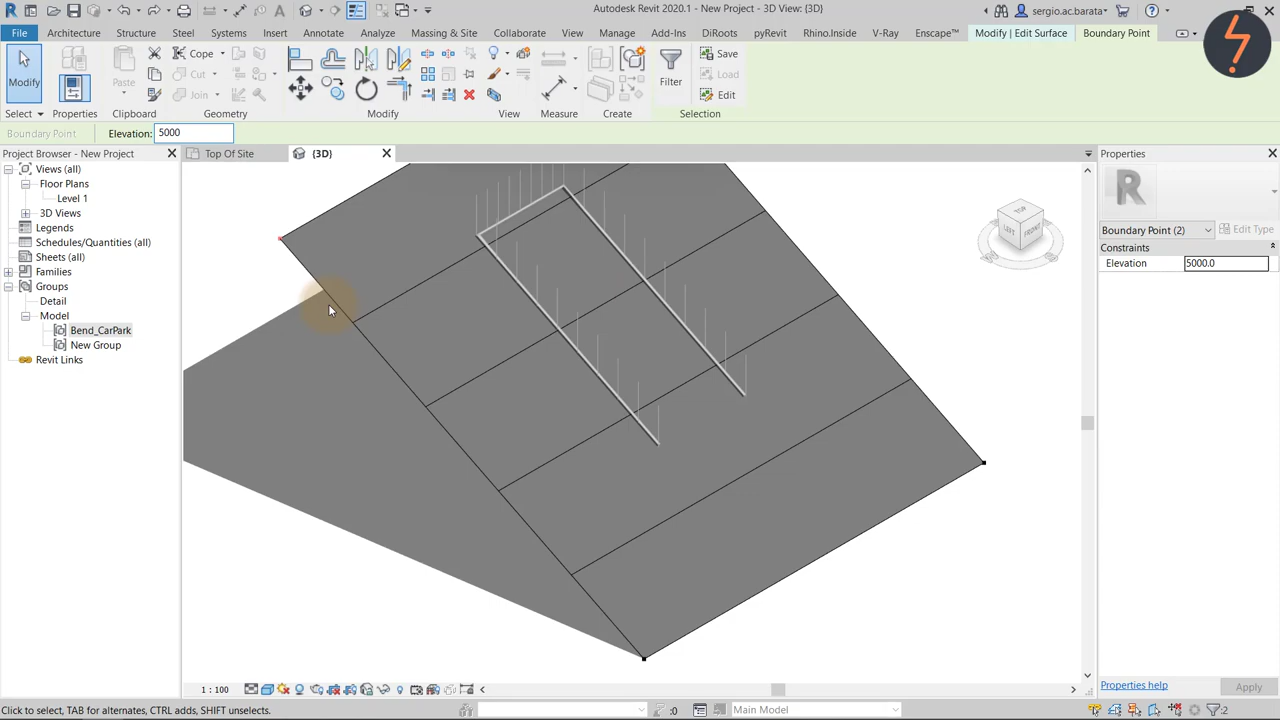 Autodesk Revit 2020.1 - New Project - 3D View: {3D}
sergio.ac.barata
File Architecture Structure Steel Systems Insert Annotate Analyze Massing & Site Collaborate View Manage Add-Ins DiRoots pyRevit Rhino.Inside V-Ray Enscape™ Modify | Edit Surface Boundary Point
Modify Paste Cope Cut Join Filter Save Load Edit
Select Properties Clipboard Geometry Modify View Measure Create Selection
Boundary Point Elevation: 5000
Project Browser - New Project
Top Of Site {3D}
Properties
Views (all)
Floor Plans
Level 1
3D Views
Legends
Schedules/Quantities (all)
Sheets (all)
Families
Groups
Detail
Model
Bend_CarPark
New Group
Revit Links
TOP
LEFT FRONT
Boundary Point (2) Edit Type
Constraints
Elevation 5000.0
Properties help Apply
1 : 100
Click to select, TAB for alternates, CTRL adds, SHIFT unselects.
:0 Main Model :2